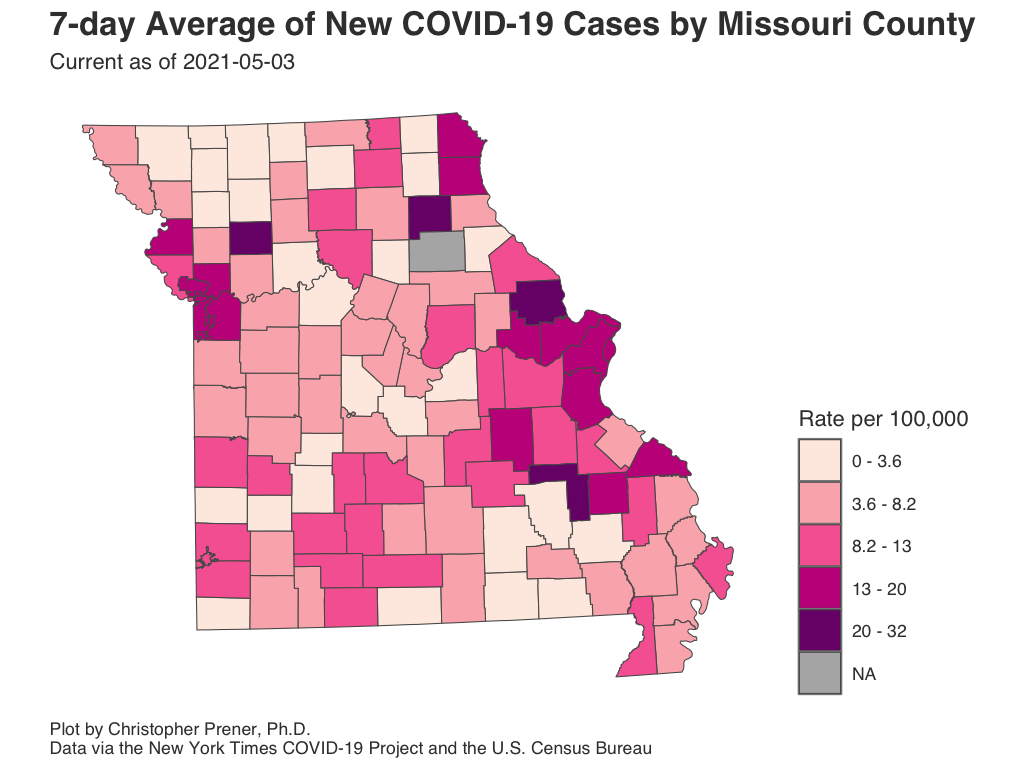 7-day Average of New COVID-19 Cases by Missouri County
Current as of 2021-05-03
Rate per 100,000
0 - 3.6
3.6 - 8.2
8.2 - 13
13 - 20
20 - 32
NA
Plot by Christopher Prener, Ph.D.
Data via the New York Times COVID-19 Project and the U.S. Census Bureau